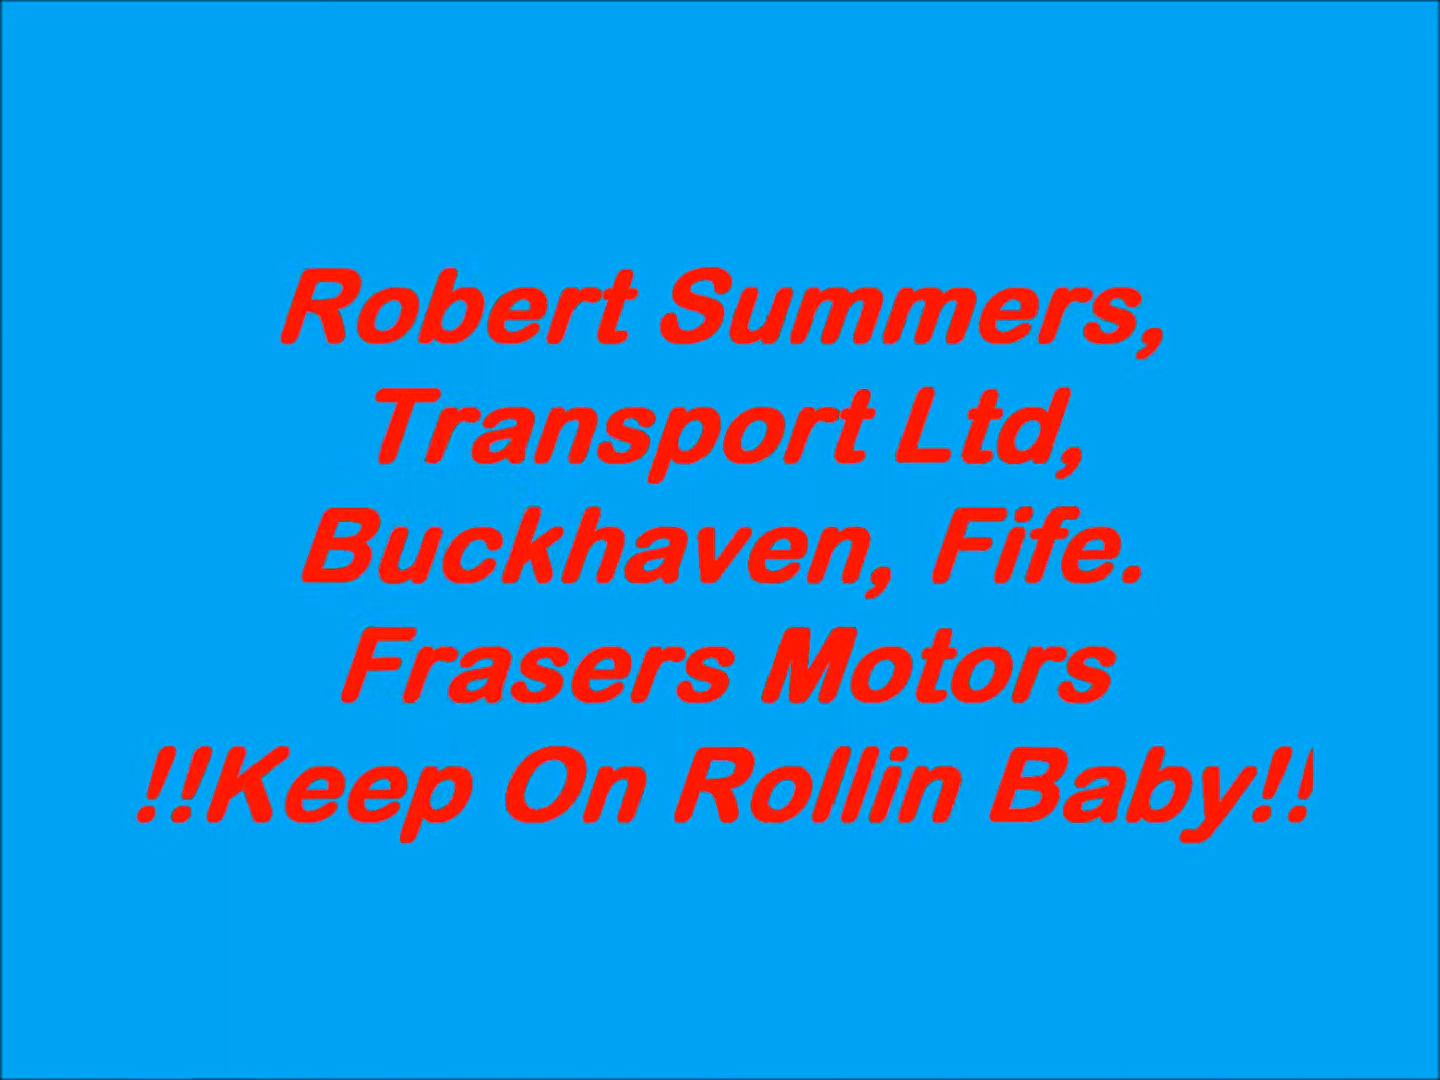 Robert Summers,
Transport Ltd,
Buckhaven, Fife.
Frasers Motors
!!Keep On Rollin Baby!!